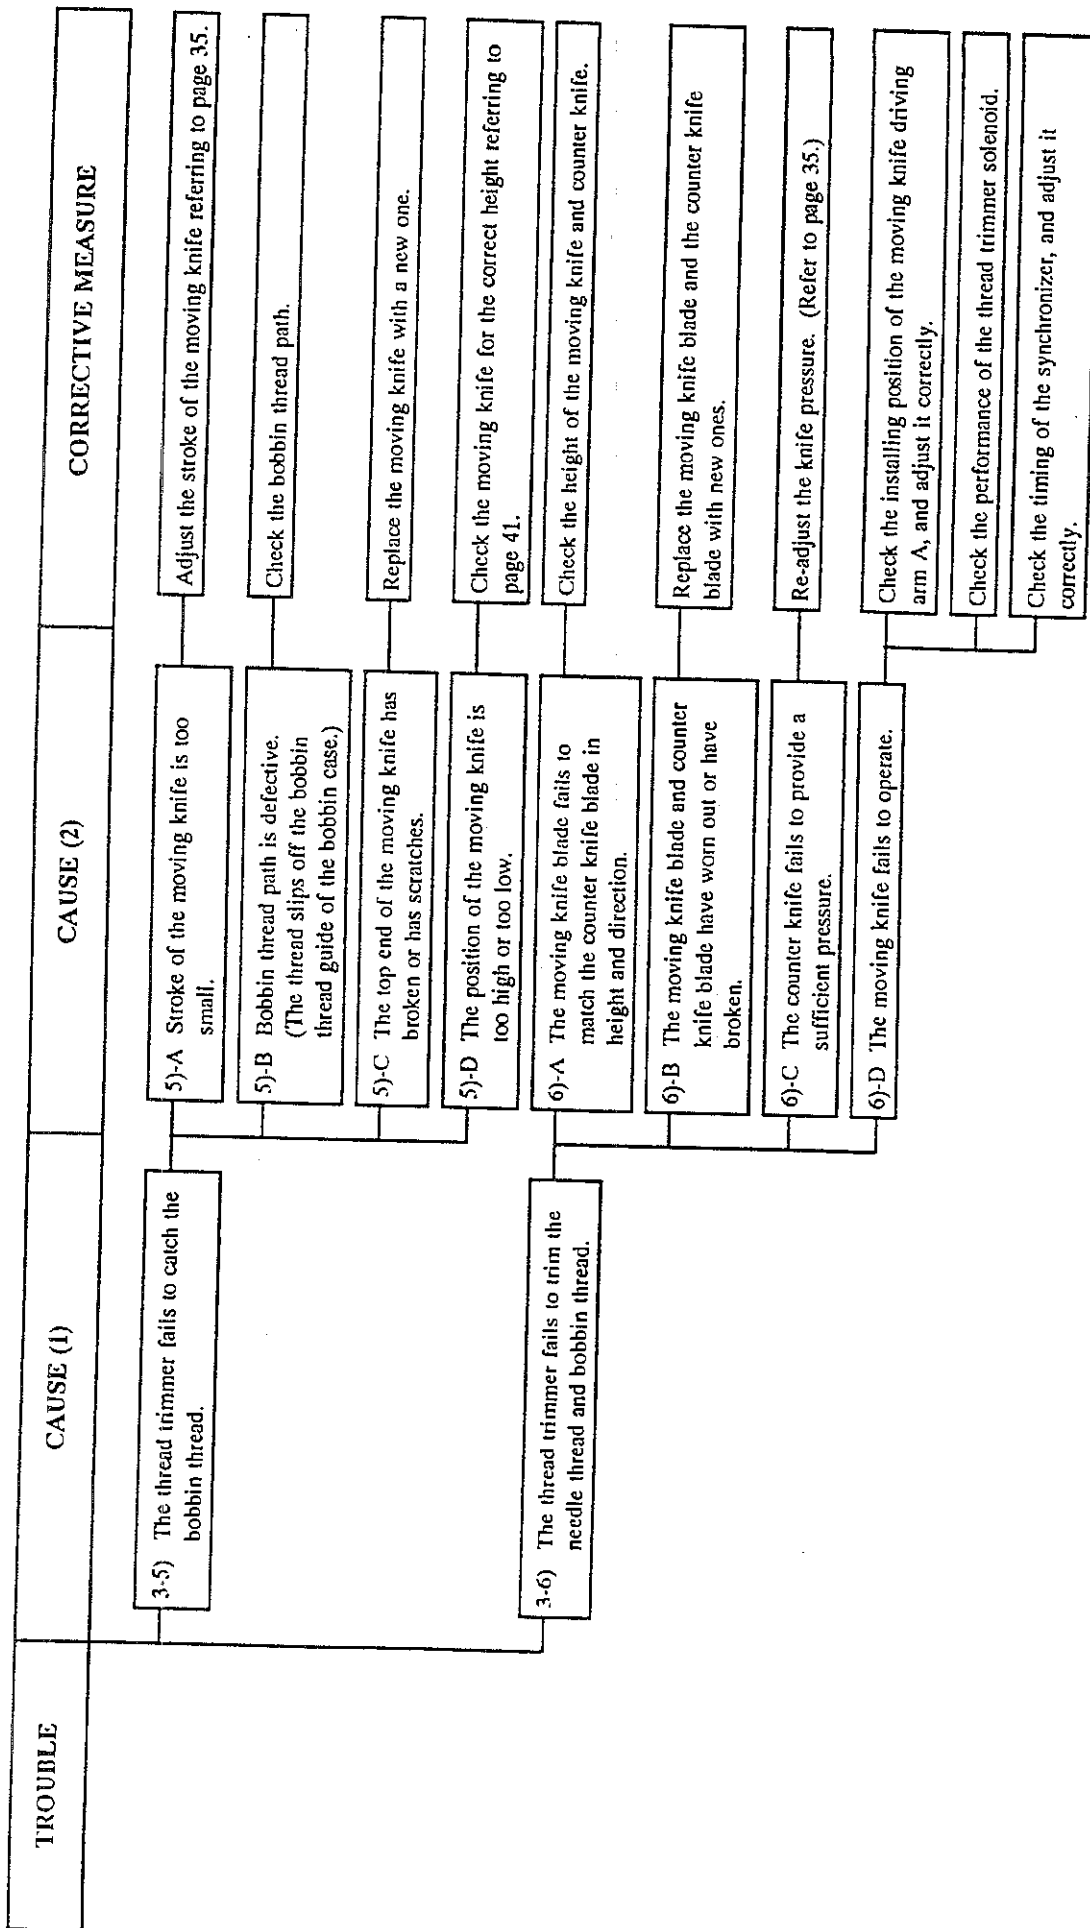 TROUBLE
CAUSE (1)
CAUSE (2)
CORRECTIVE MEASURE
3-5) The thread trimmer fails to catch the
bobbin thread.
5)-A Stroke of the moving knife is too
small.
Adjust the stroke of the moving knife referring to page 35.
5)-B Bobbin thread path is defective.
(The thread slips off the bobbin
thread guide of the bobbin case.)
Check the bobbin thread path.
5)-C The top end of the moving knife has
broken or has scratches.
Replace the moving knife with a new one.
5)-D The position of the moving knife is
too high or too low.
Check the moving knife for the correct height referring to
page 41.
3-6) The thread trimmer fails to trim the
needle thread and bobbin thread.
6)-A The moving knife blade fails to
match the counter knife blade in
height and direction.
Check the height of the moving knife and counter knife.
6)-B The moving knife blade and counter
knife blade have worn out or have
broken.
Replace the moving knife blade and the counter knife
blade with new ones.
6)-C The counter knife fails to provide a
sufficient pressure.
Re-adjust the knife pressure. (Refer to page 35.)
6)-D The moving knife fails to operate.
Check the installing position of the moving knife driving
arm A, and adjust it correctly.
Check the performance of the thread trimmer solenoid.
Check the timing of the synchronizer, and adjust it
correctly.